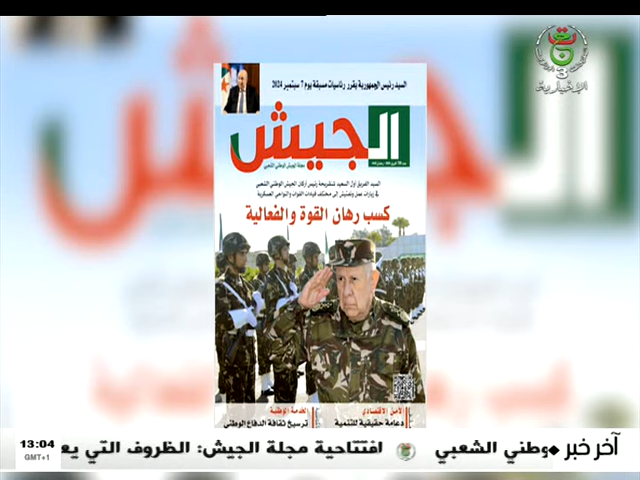 3
الإخبارية
السيد رئيس الجمهورية يقرر رئاسيات مسبقة يوم 7 سبتمبر 2024
الجيش
مجلة الجيش الوطني الشعبي
السيد الفريق أول السعيد شنقريحة رئيس أركان الجيش الوطني الشعبي
في زيارات عمل وتفتيش إلى مختلف قيادات القوات والنواحي العسكرية
كسب رهان القوة والفعالية
الأمن الاقتصادي
دعامة حقيقية للتنمية
الخدمة الوطنية
ترسيخ ثقافة الدفاع الوطني
آخر خبر
وطني الشعبي
افتتاحية مجلة الجيش: الظروف التي يع
13:04
GMT+1